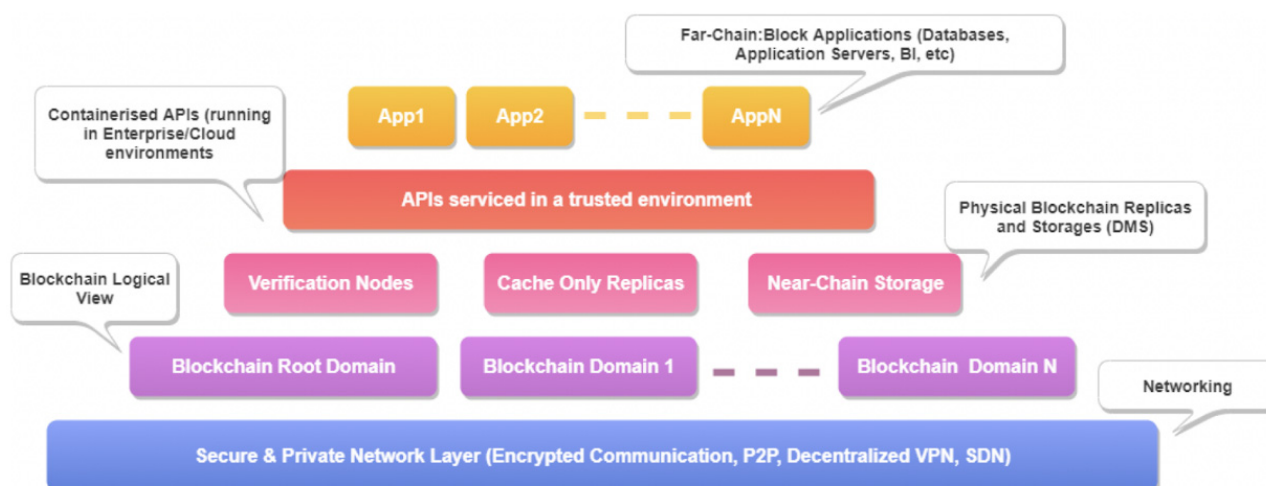 Far-Chain:Block Applications (Databases,
Application Servers, BI, etc)
Containerised APIs (running
in Enterprise/Cloud
environments
App1
App2
AppN
APIs serviced in a trusted environment
Physical Blockchain Replicas
and Storages (DMS)
Verification Nodes
Cache Only Replicas
Near-Chain Storage
Blockchain Logical
View
Blockchain Root Domain
Blockchain Domain 1
Blockchain Domain N
Networking
Secure & Private Network Layer (Encrypted Communication, P2P, Decentralized VPN, SDN)